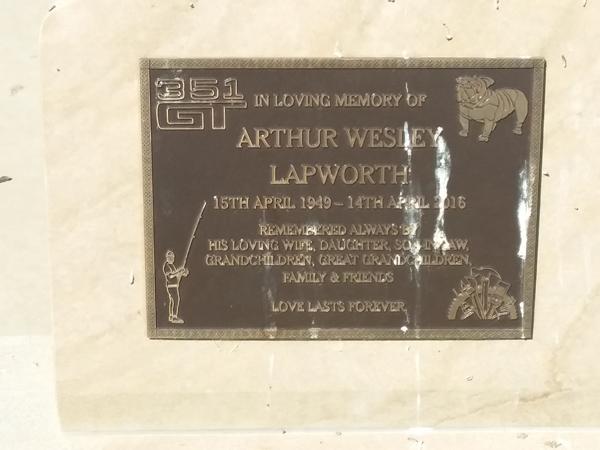 351
GT
IN LOVING MEMORY OF
ARTHUR WESLEY
LAPWORTH
15TH APRIL 1949 – 14TH APRIL 2016
REMEMBERED ALWAYS BY
HIS LOVING WIFE, DAUGHTER, SON-IN-LAW,
GRANDCHILDREN, GREAT GRANDCHILDREN,
FAMILY & FRIENDS
LOVE LASTS FOREVER